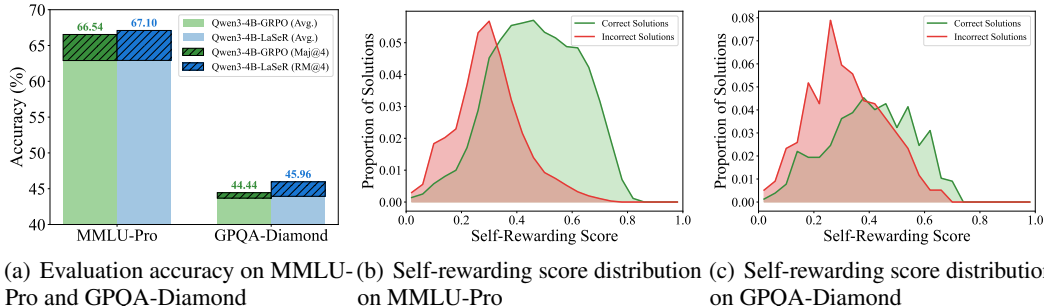 70
65
60
55
50
45
40
Accuracy (%)
66.54
67.10
44.44
45.96
MMLU-Pro
GPQA-Diamond
Qwen3-4B-GRPO (Avg.)
Qwen3-4B-LaSeR (Avg.)
Qwen3-4B-GRPO (Maj@4)
Qwen3-4B-LaSeR (RM@4)
(a) Evaluation accuracy on MMLU-
Pro and GPQA-Diamond
Proportion of Solutions
0.05
0.04
0.03
0.02
0.01
0.00
0.0 0.2 0.4 0.6 0.8 1.0
Self-Rewarding Score
Correct Solutions
Incorrect Solutions
(b) Self-rewarding score distribution
on MMLU-Pro
Proportion of Solutions
0.08
0.07
0.06
0.05
0.04
0.03
0.02
0.01
0.00
0.0 0.2 0.4 0.6 0.8 1.0
Self-Rewarding Score
Correct Solutions
Incorrect Solutions
(c) Self-rewarding score distribution
on GPQA-Diamond